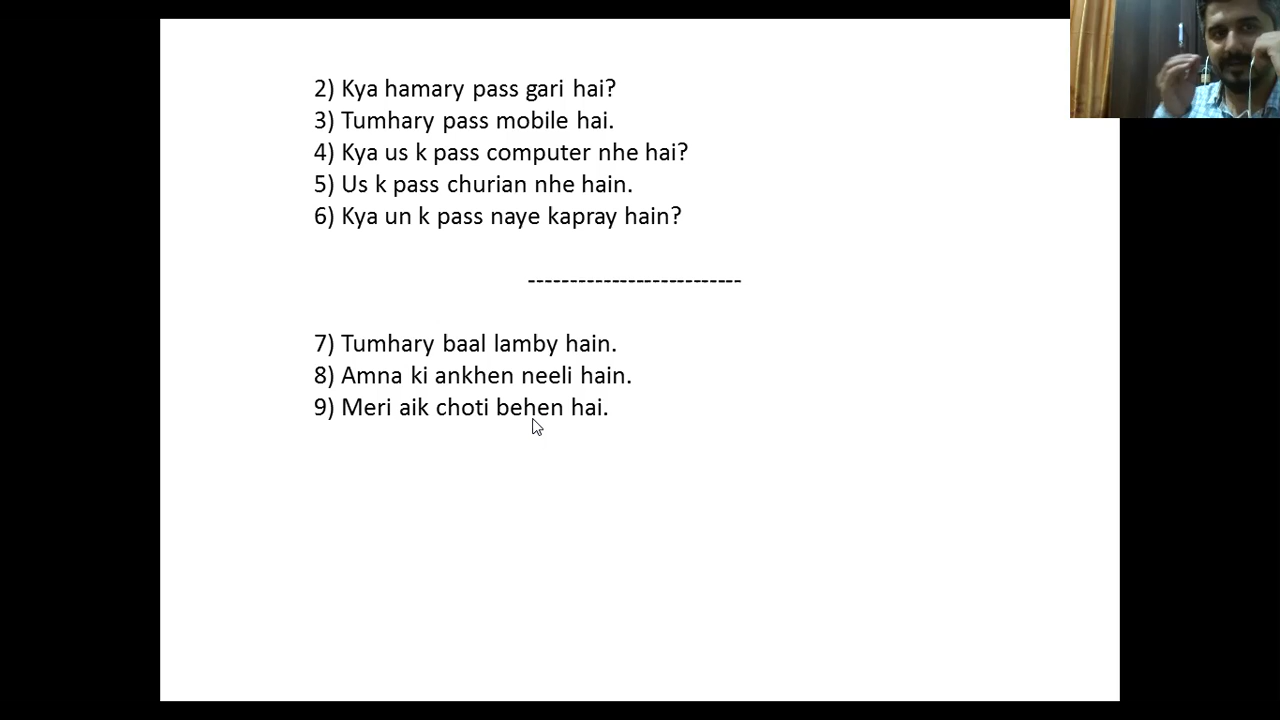 2) Kya hamary pass gari hai?
3) Tumhary pass mobile hai.
4) Kya us k pass computer nhe hai?
5) Us k pass churian nhe hain.
6) Kya un k pass naye kapray hain?
--------------------------
7) Tumhary baal lamby hain.
8) Amna ki ankhen neeli hain.
9) Meri aik choti behen hai.